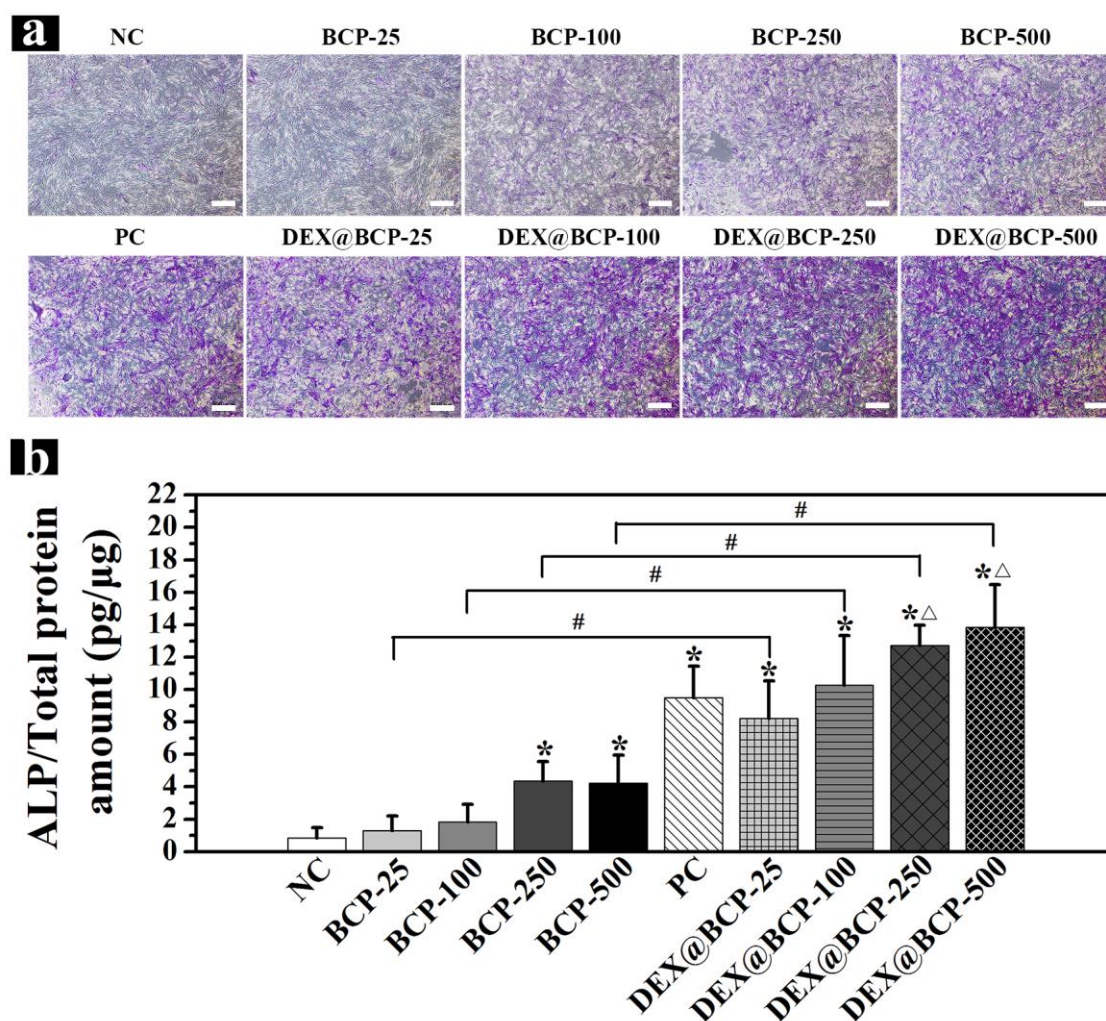 a
NC BCP-25 BCP-100 BCP-250 BCP-500
PC DEX@BCP-25 DEX@BCP-100 DEX@BCP-250 DEX@BCP-500
b
ALP/Total protein
amount (pg/μg)
22
20
18
16
14
12
10
8
6
4
2
0
#
#
#
#
* * * * * *△ *△
NC BCP-25 BCP-100 BCP-250 BCP-500 PC DEX@BCP-25 DEX@BCP-100 DEX@BCP-250 DEX@BCP-500